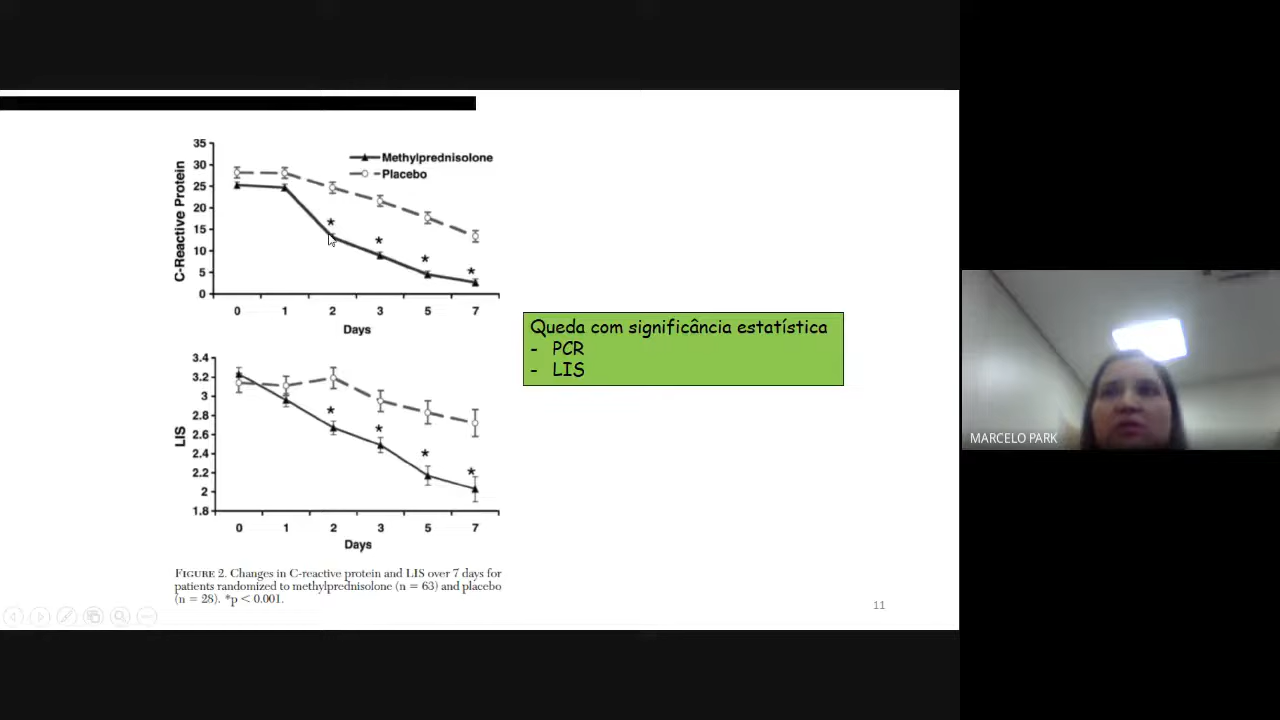 35
30
25
20
15
10
5
0
C-Reactive Protein
Methylprednisolone
Placebo
*
*
*
*
0 1 2 3 5 7
Days
3.4
3.2
3
2.8
2.6
2.4
2.2
2
1.8
LIS
*
*
*
*
0 1 2 3 5 7
Days
FIGURE 2. Changes in C-reactive protein and LIS over 7 days for
patients randomized to methylprednisolone (n = 63) and placebo
(n = 28). *p < 0.001.
Queda com significância estatística
- PCR
- LIS
11
MARCELO PARK